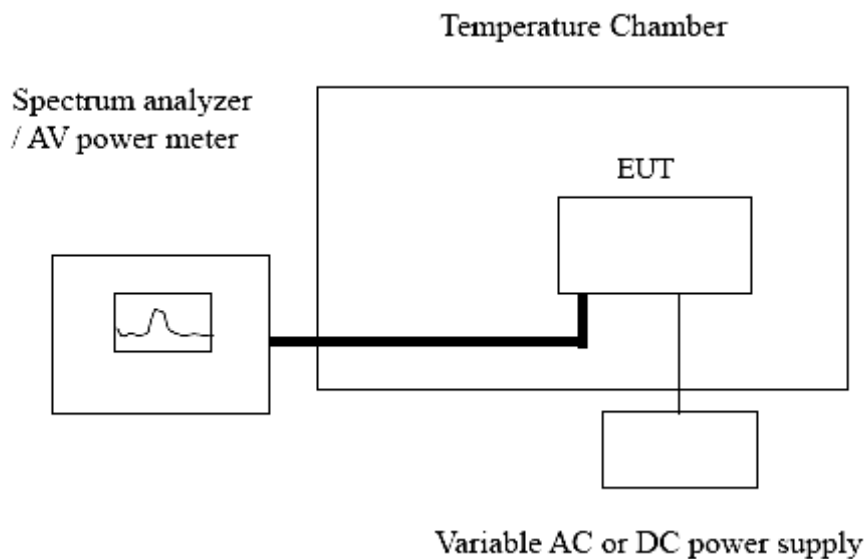 Temperature Chamber
Spectrum analyzer
/ AV power meter
EUT
Variable AC or DC power supply